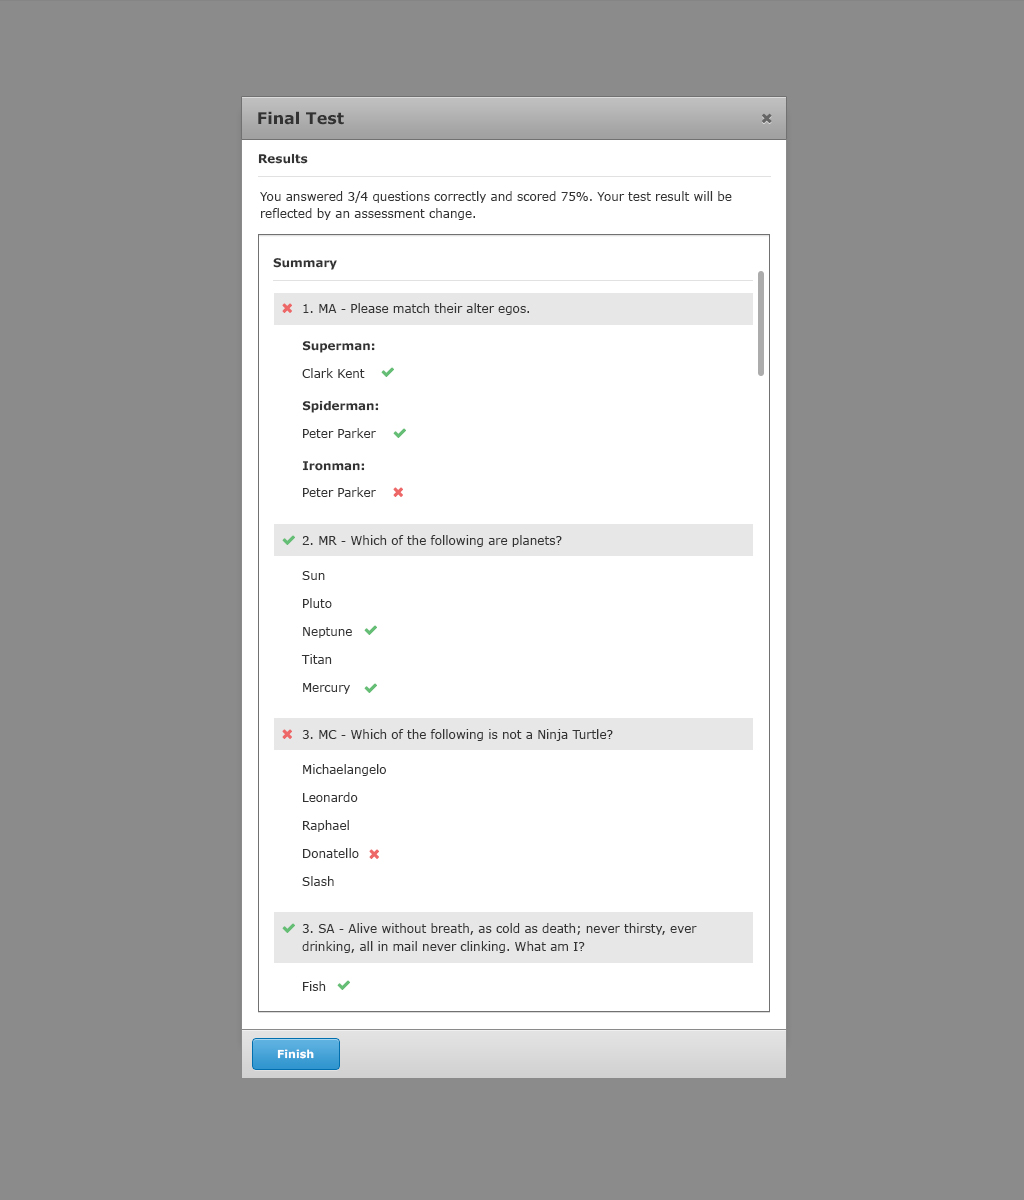 Final Test
Results
You answered 3/4 questions correctly and scored 75%. Your test result will be
reflected by an assessment change.
Summary
1. MA - Please match their alter egos.
Superman:
Clark Kent
Spiderman:
Peter Parker
Ironman:
Peter Parker
2. MR - Which of the following are planets?
Sun
Pluto
Neptune
Titan
Mercury
3. MC - Which of the following is not a Ninja Turtle?
Michaelangelo
Leonardo
Raphael
Donatello
Slash
3. SA - Alive without breath, as cold as death; never thirsty, ever
drinking, all in mail never clinking. What am I?
Fish
Finish